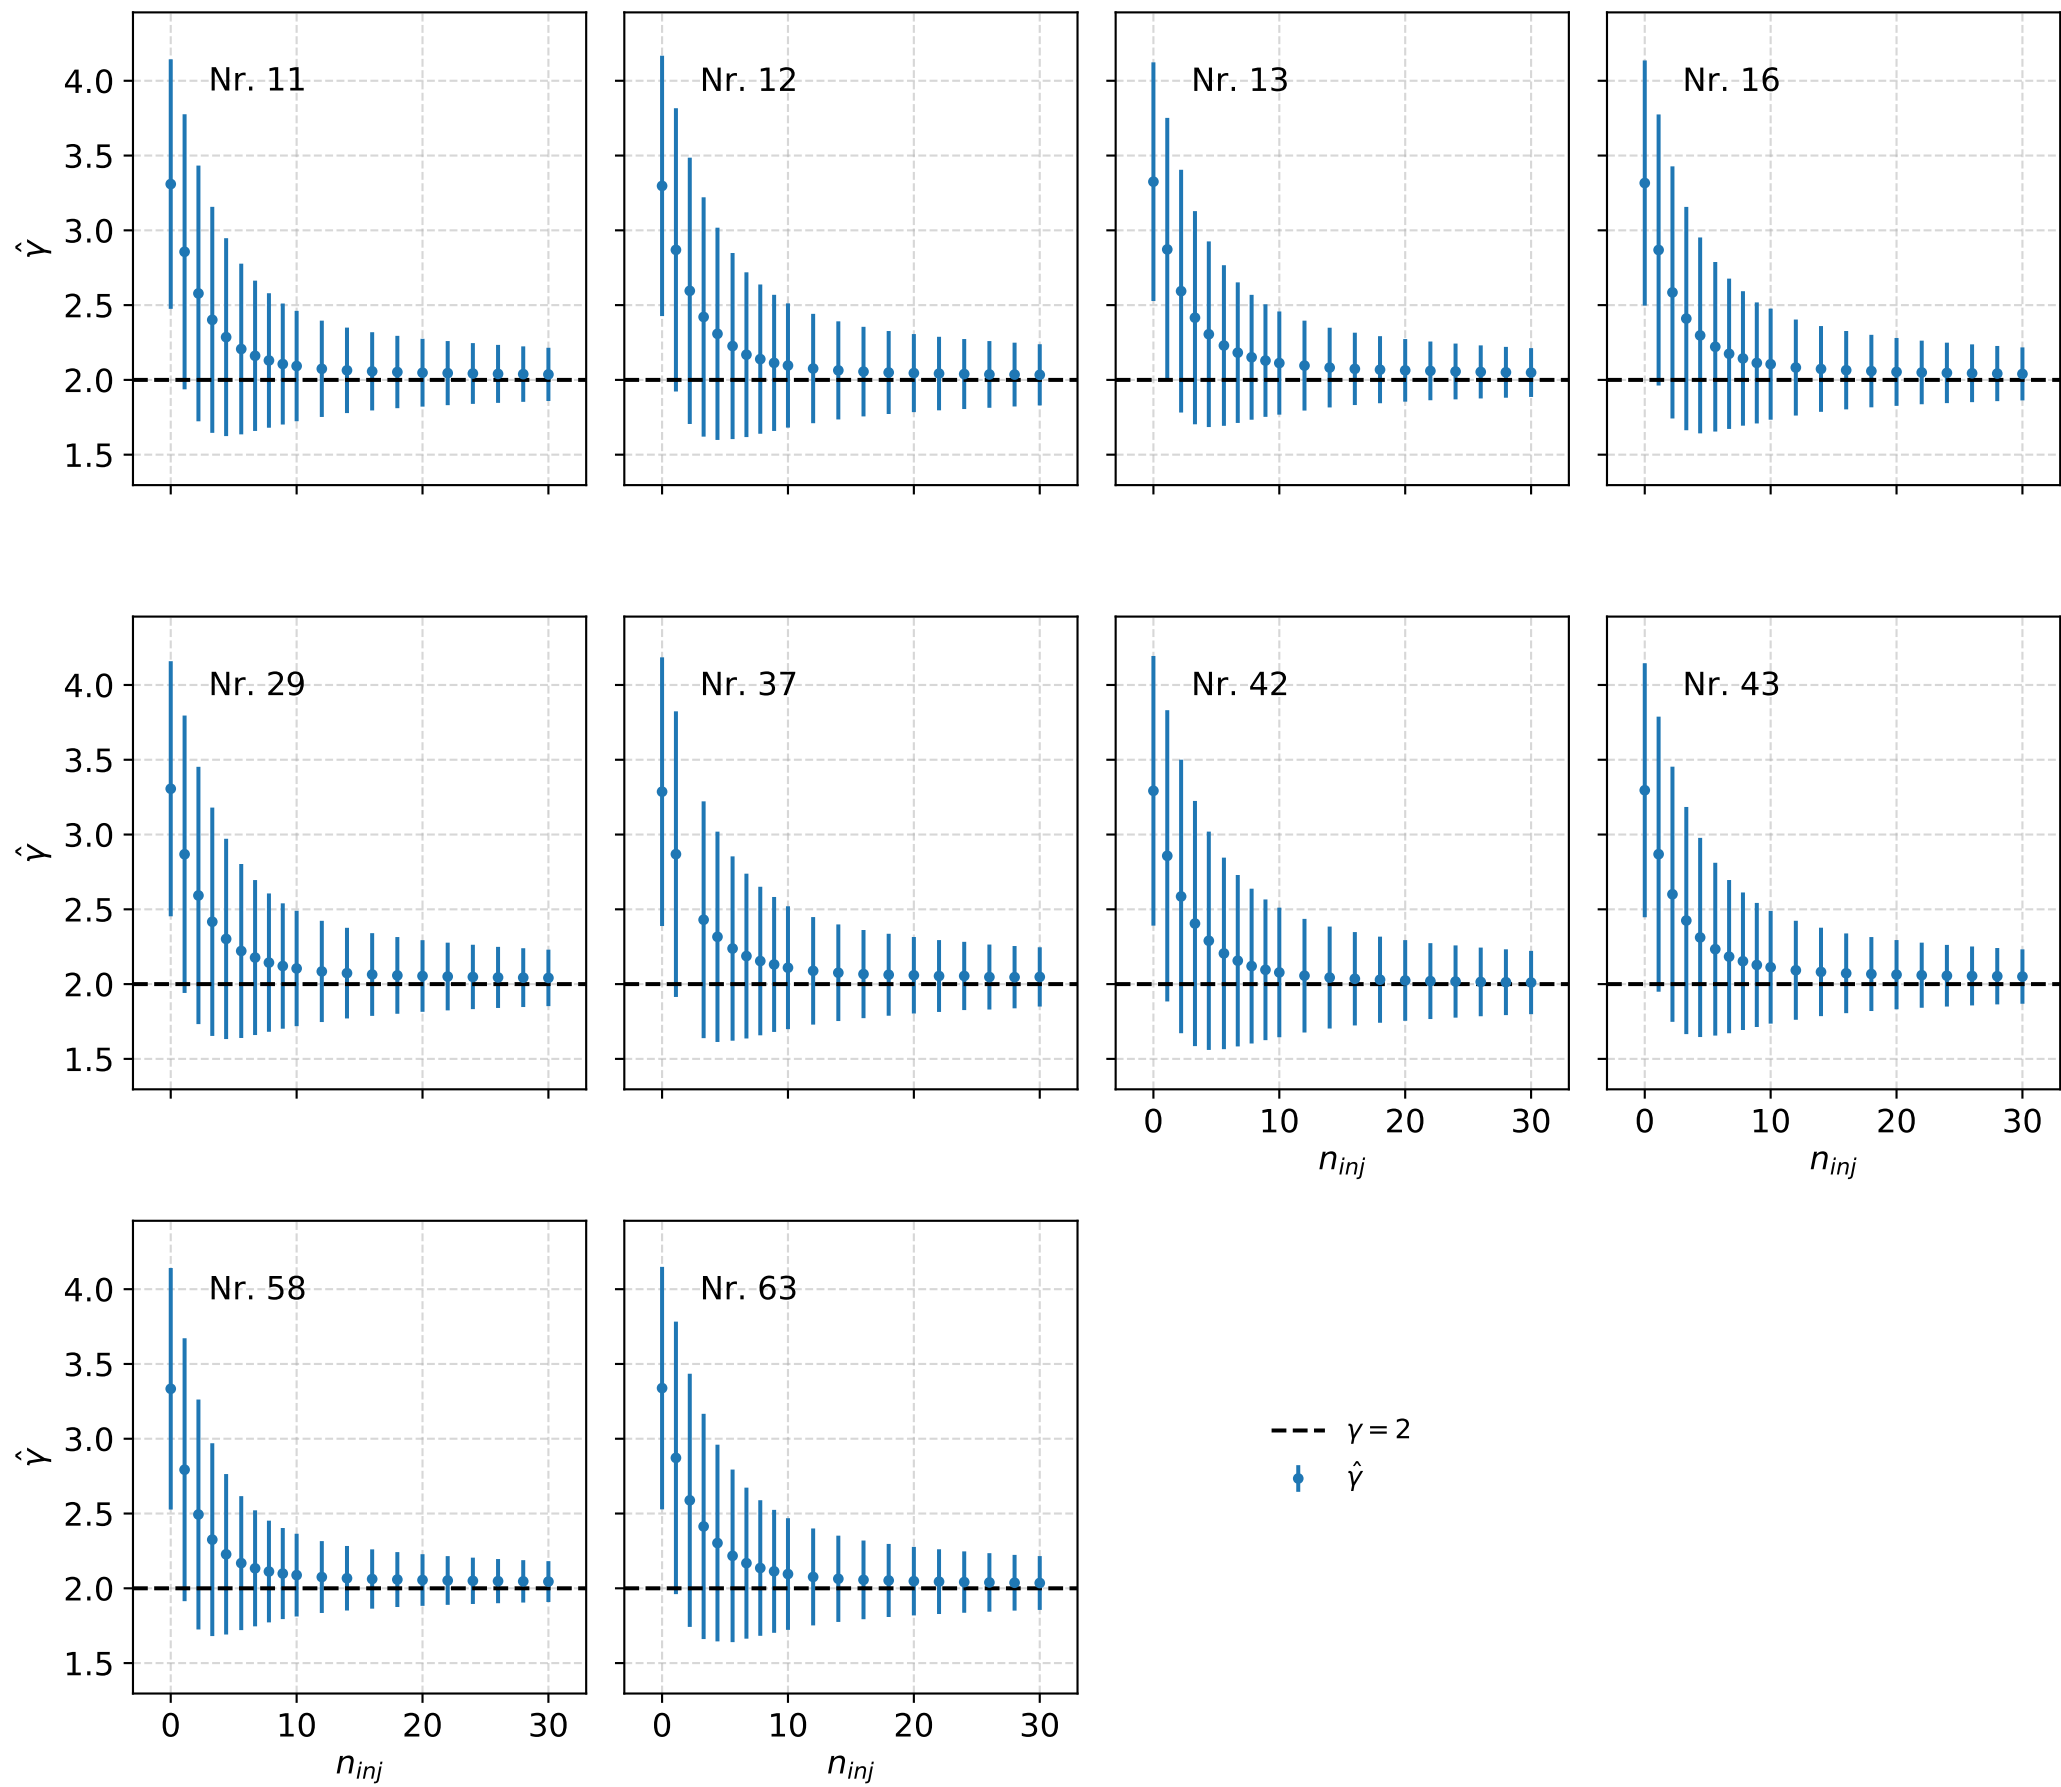 Nr. 11
Nr. 12
Nr. 13
Nr. 16
4.0
3.5
3.0
2.5
2.0
1.5
γ̂
Nr. 29
Nr. 37
Nr. 42
Nr. 43
4.0
3.5
3.0
2.5
2.0
1.5
γ̂
0 10 20 30
n_inj
0 10 20 30
n_inj
Nr. 58
Nr. 63
4.0
3.5
3.0
2.5
2.0
1.5
γ̂
γ = 2
γ̂
0 10 20 30
n_inj
0 10 20 30
n_inj